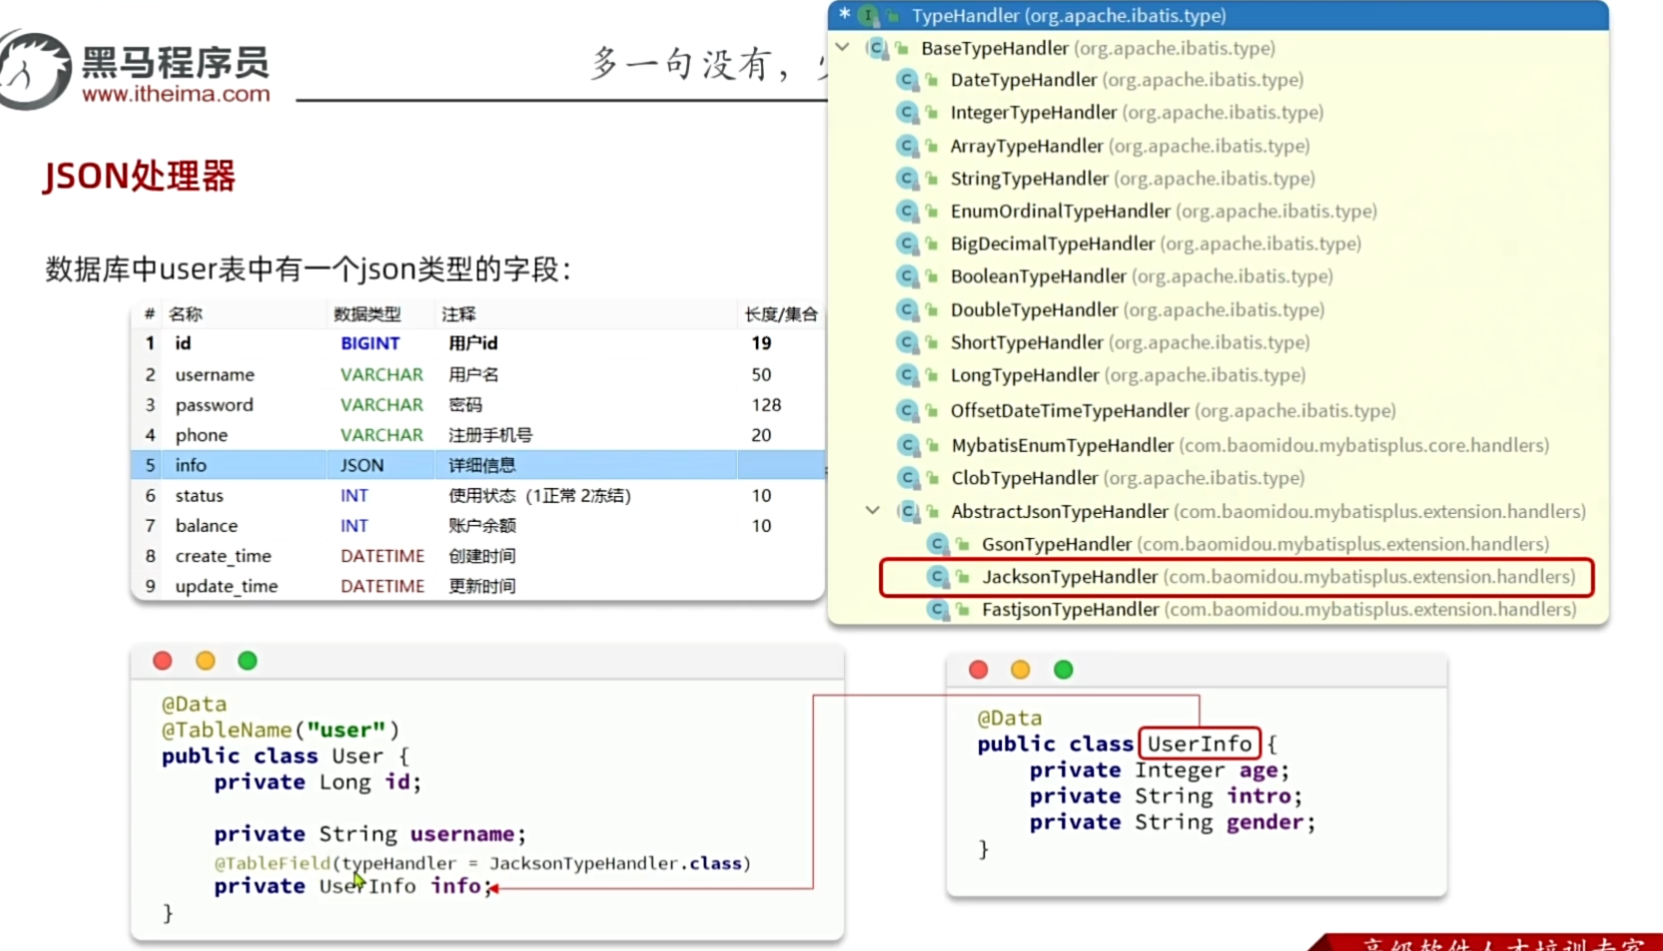 黑马程序员
www.itheima.com
多一句没有，
JSON处理器
数据库中user表中有一个json类型的字段：
# 名称 数据类型 注释 长度/集合
1 id BIGINT 用户id 19
2 username VARCHAR 用户名 50
3 password VARCHAR 密码 128
4 phone VARCHAR 注册手机号 20
5 info JSON 详细信息
6 status INT 使用状态（1正常 2冻结） 10
7 balance INT 账户余额 10
8 create_time DATETIME 创建时间
9 update_time DATETIME 更新时间
* I TypeHandler (org.apache.ibatis.type)
C BaseTypeHandler (org.apache.ibatis.type)
C DateTypeHandler (org.apache.ibatis.type)
C IntegerTypeHandler (org.apache.ibatis.type)
C ArrayTypeHandler (org.apache.ibatis.type)
C StringTypeHandler (org.apache.ibatis.type)
C EnumOrdinalTypeHandler (org.apache.ibatis.type)
C BigDecimalTypeHandler (org.apache.ibatis.type)
C BooleanTypeHandler (org.apache.ibatis.type)
C DoubleTypeHandler (org.apache.ibatis.type)
C ShortTypeHandler (org.apache.ibatis.type)
C LongTypeHandler (org.apache.ibatis.type)
C OffsetDateTimeTypeHandler (org.apache.ibatis.type)
C MybatisEnumTypeHandler (com.baomidou.mybatisplus.core.handlers)
C ClobTypeHandler (org.apache.ibatis.type)
C AbstractJsonTypeHandler (com.baomidou.mybatisplus.extension.handlers)
C GsonTypeHandler (com.baomidou.mybatisplus.extension.handlers)
C JacksonTypeHandler (com.baomidou.mybatisplus.extension.handlers)
C FastjsonTypeHandler (com.baomidou.mybatisplus.extension.handlers)
@Data
@TableName("user")
public class User {
private Long id;
private String username;
@TableField(typeHandler = JacksonTypeHandler.class)
private UserInfo info;
}
@Data
public class UserInfo {
private Integer age;
private String intro;
private String gender;
}
高级软件人才培训专家